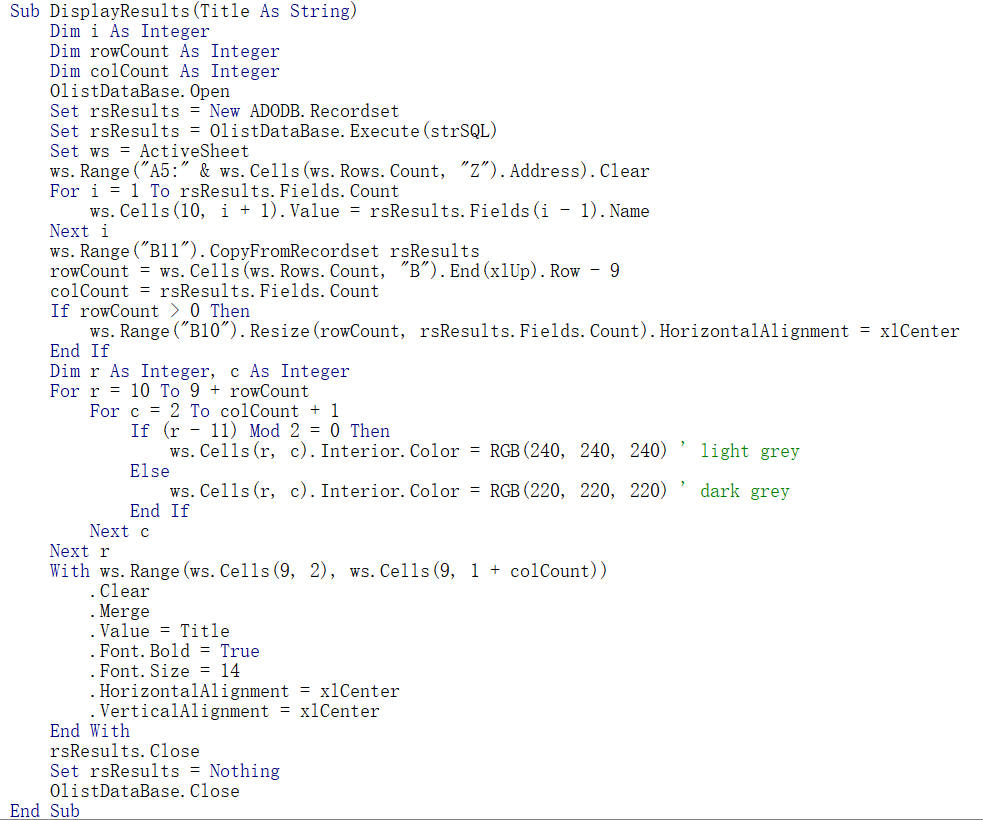 Sub DisplayResults(Title As String)
    Dim i As Integer
    Dim rowCount As Integer
    Dim colCount As Integer
    OlistDataBase.Open
    Set rsResults = New ADODB.Recordset
    Set rsResults = OlistDataBase.Execute(strSQL)
    Set ws = ActiveSheet
    ws.Range("A5:" & ws.Cells(ws.Rows.Count, "Z").Address).Clear
    For i = 1 To rsResults.Fields.Count
        ws.Cells(10, i + 1).Value = rsResults.Fields(i - 1).Name
    Next i
    ws.Range("B11").CopyFromRecordset rsResults
    rowCount = ws.Cells(ws.Rows.Count, "B").End(xlUp).Row - 9
    colCount = rsResults.Fields.Count
    If rowCount > 0 Then
        ws.Range("B10").Resize(rowCount, rsResults.Fields.Count).HorizontalAlignment = xlCenter
    End If
    Dim r As Integer, c As Integer
    For r = 10 To 9 + rowCount
        For c = 2 To colCount + 1
            If (r - 11) Mod 2 = 0 Then
                ws.Cells(r, c).Interior.Color = RGB(240, 240, 240) ' light grey
            Else
                ws.Cells(r, c).Interior.Color = RGB(220, 220, 220) ' dark grey
            End If
        Next c
    Next r
    With ws.Range(ws.Cells(9, 2), ws.Cells(9, 1 + colCount))
        .Clear
        .Merge
        .Value = Title
        .Font.Bold = True
        .Font.Size = 14
        .HorizontalAlignment = xlCenter
        .VerticalAlignment = xlCenter
    End With
    rsResults.Close
    Set rsResults = Nothing
    OlistDataBase.Close
End Sub